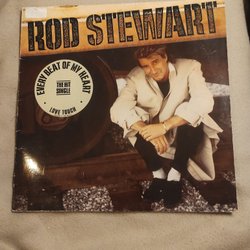 ROD STEWART
EVERY BEAT OF MY HEART
THE HIT
SINGLE
LOVE TOUCH